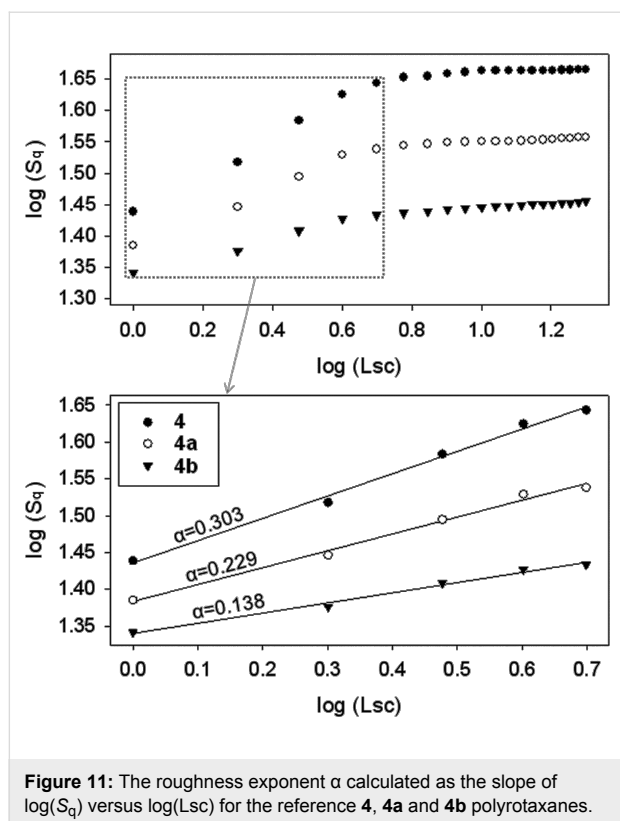 1.65
1.60
1.55
1.50
1.45
1.40
1.35
1.30
log (Sq)
0.0 0.2 0.4 0.6 0.8 1.0 1.2
log (Lsc)
1.65
1.60
1.55
1.50
1.45
1.40
1.35
log (Sq)
4
4a
4b
α=0.303
α=0.229
α=0.138
0.0 0.1 0.2 0.3 0.4 0.5 0.6 0.7
log (Lsc)
Figure 11: The roughness exponent α calculated as the slope of
log(Sq) versus log(Lsc) for the reference 4, 4a and 4b polyrotaxanes.